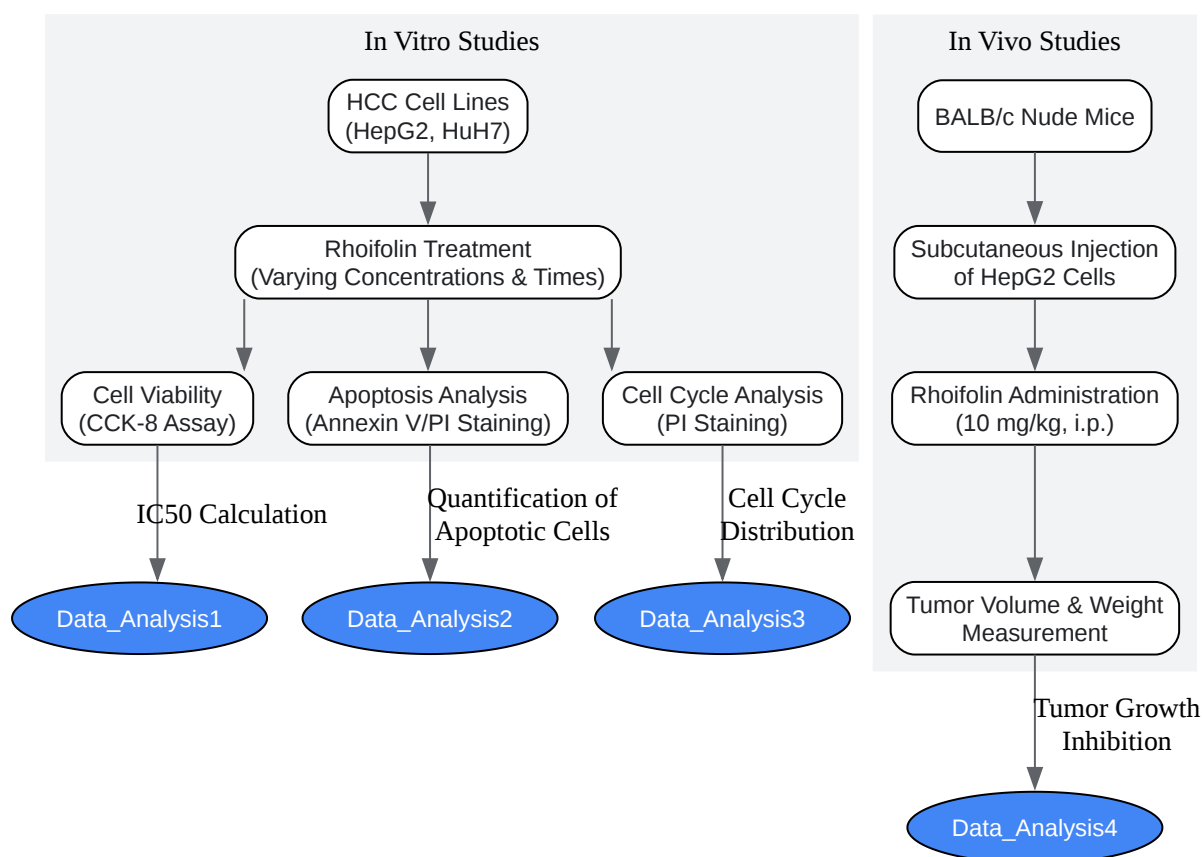 In Vitro Studies
HCC Cell Lines
(HepG2, HuH7)
Rhoifolin Treatment
(Varying Concentrations & Times)
Cell Viability
(CCK-8 Assay)
Apoptosis Analysis
(Annexin V/PI Staining)
Cell Cycle Analysis
(PI Staining)
IC50 Calculation
Quantification of
Apoptotic Cells
Cell Cycle
Distribution
Data_Analysis1
Data_Analysis2
Data_Analysis3
In Vivo Studies
BALB/c Nude Mice
Subcutaneous Injection
of HepG2 Cells
Rhoifolin Administration
(10 mg/kg, i.p.)
Tumor Volume & Weight
Measurement
Tumor Growth
Inhibition
Data_Analysis4